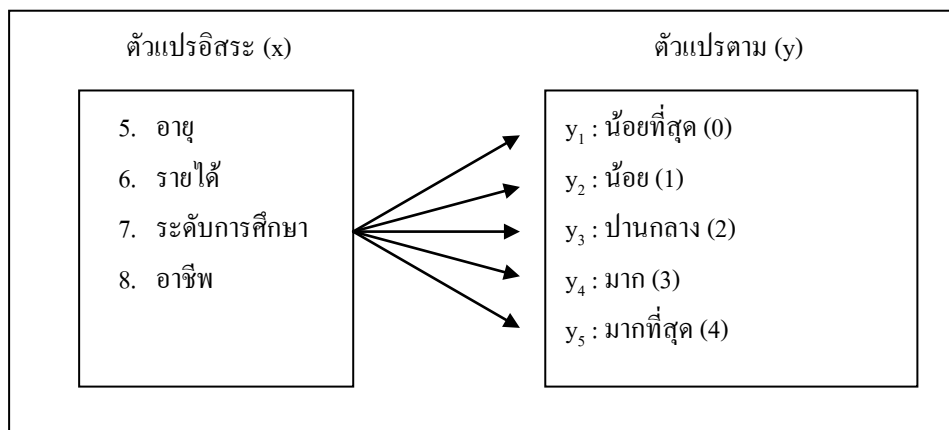 ตัวแปรอิสระ (x)
ตัวแปรตาม (y)
5. อายุ
6. รายได้
7. ระดับการศึกษา
8. อาชีพ
y₁ : น้อยที่สุด (0)
y₂ : น้อย (1)
y₃ : ปานกลาง (2)
y₄ : มาก (3)
y₅ : มากที่สุด (4)